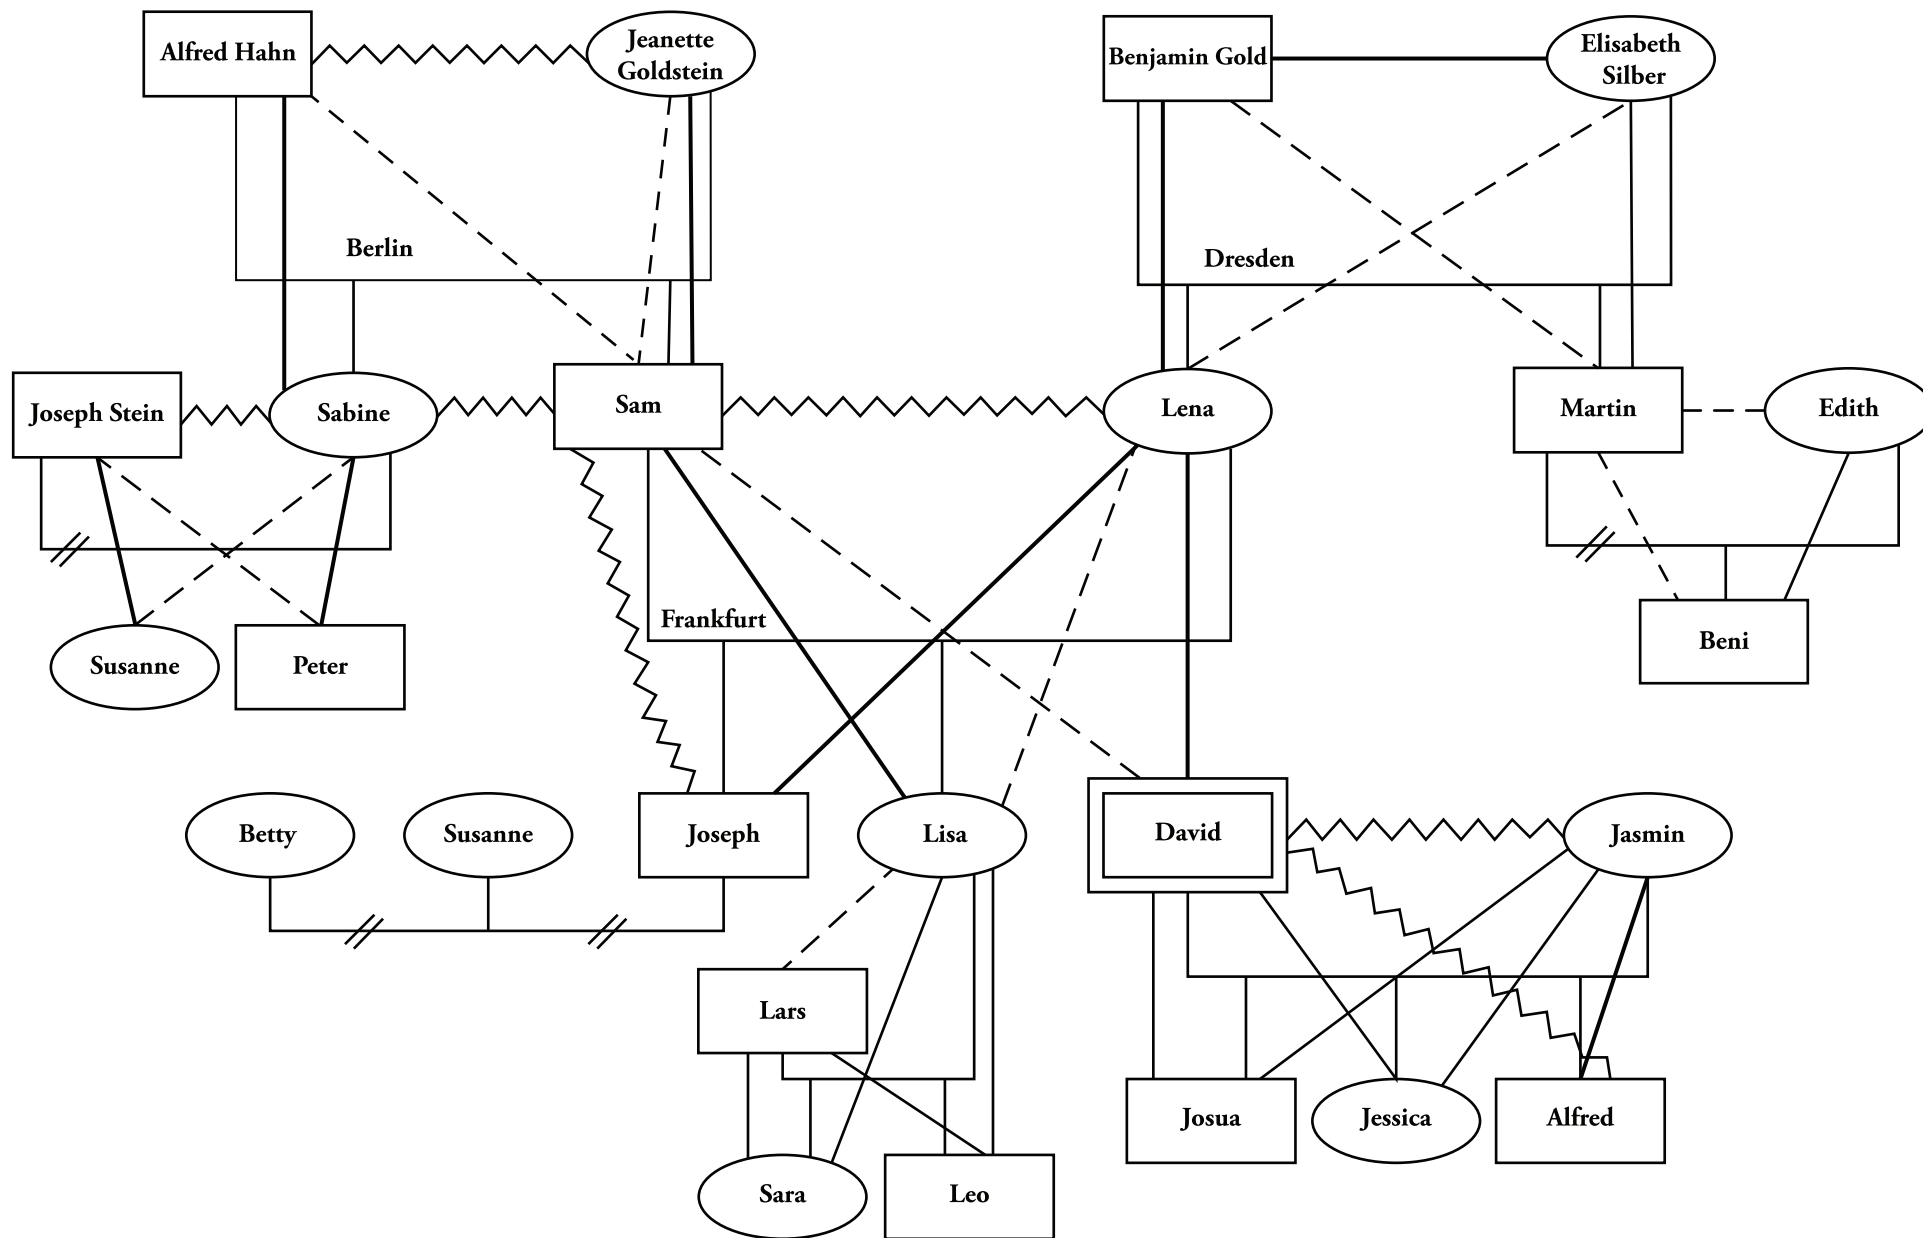 Alfred Hahn
Jeanette
Goldstein
Benjamin Gold
Elisabeth
Silber
Berlin
Dresden
Joseph Stein
Sabine
Sam
Lena
Martin
Edith
Frankfurt
Susanne
Peter
Beni
Betty
Susanne
Joseph
Lisa
David
Jasmin
Lars
Josua
Jessica
Alfred
Sara
Leo